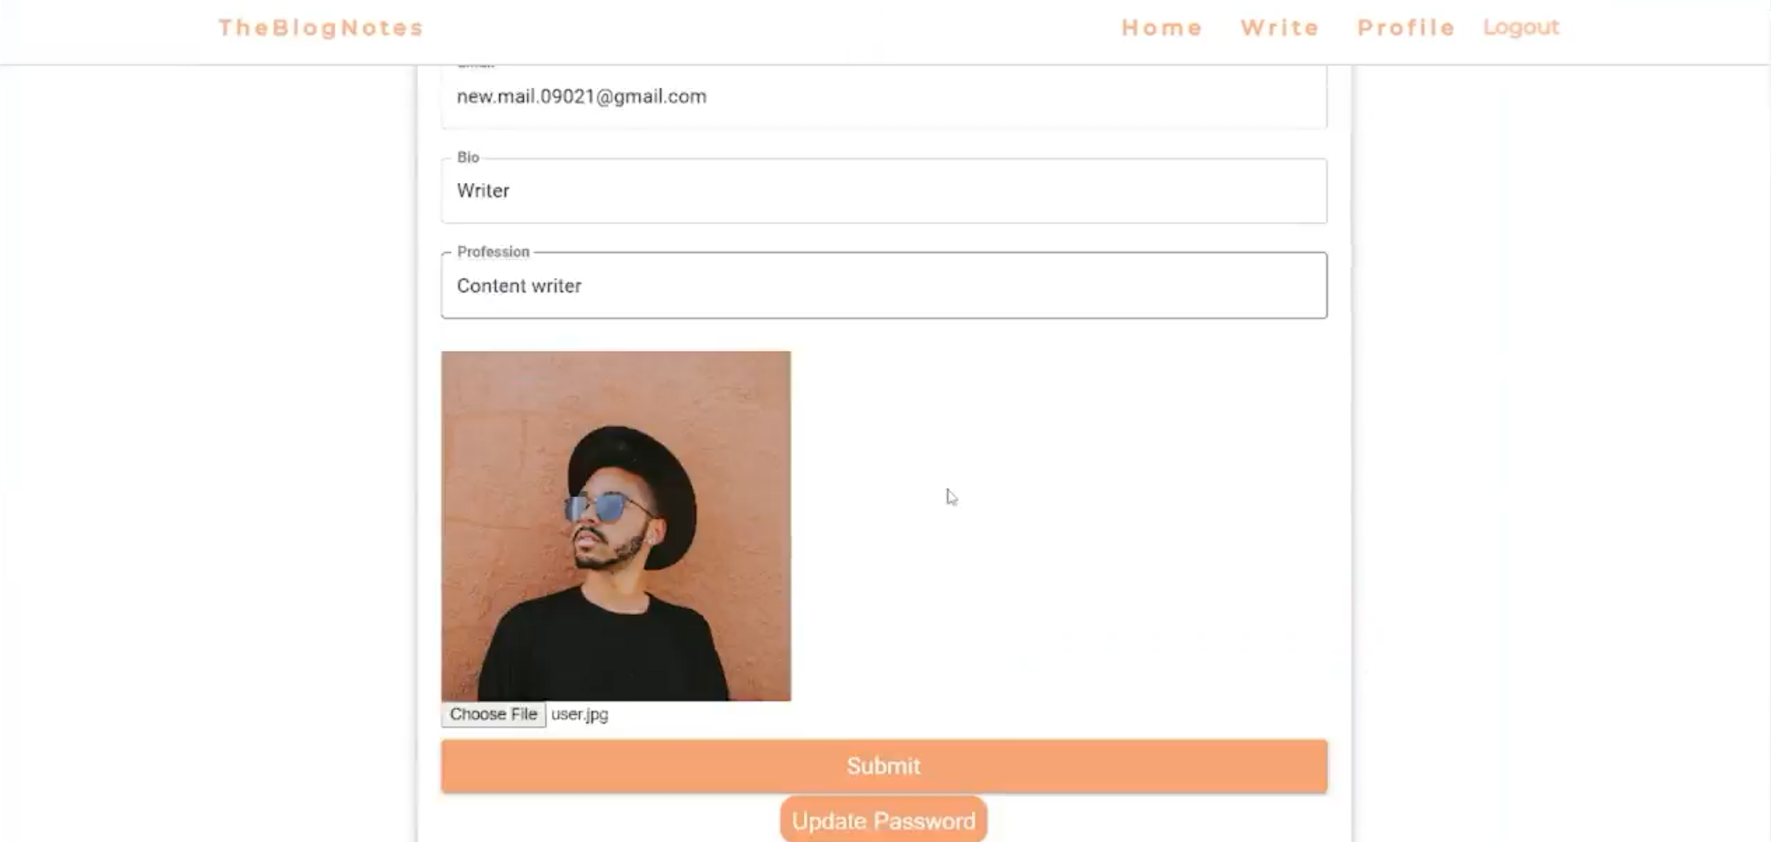 TheBlogNotes Home Write Profile Logout
Email
new.mail.09021@gmail.com
Bio
Writer
Profession
Content writer
Choose File user.jpg
Submit
Update Password